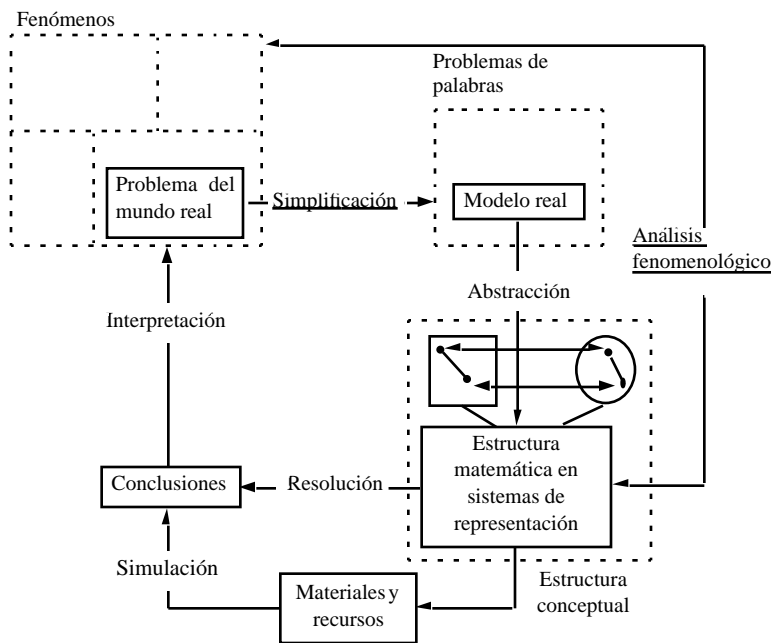 Fenómenos
Problemas de
palabras
Problema del
mundo real
Simplificación
Modelo real
Análisis
fenomenológico
Abstracción
Interpretación
Estructura
matemática en
sistemas de
representación
Conclusiones
Resolución
Simulación
Materiales y
recursos
Estructura
conceptual